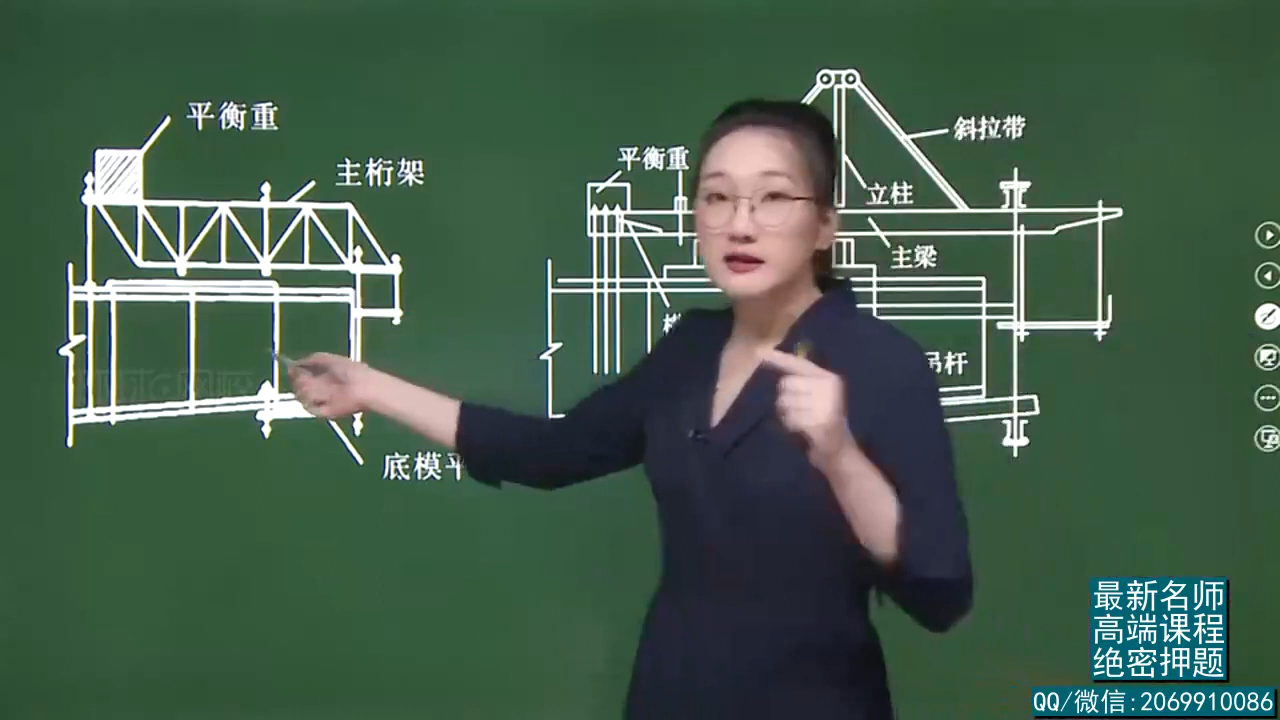 平衡重
主桁架
底模平
平衡重
斜拉带
立柱
主梁
吊杆
最新名师
高端课程
绝密押题
QQ/微信:2069910086